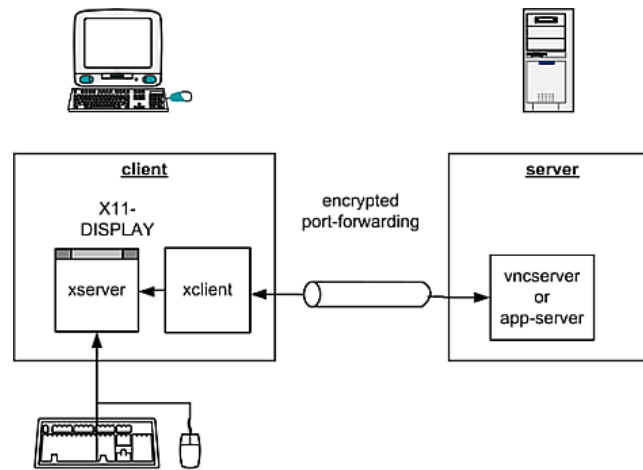 client
server
encrypted
port-forwarding
X11-
DISPLAY
xserver
xclient
vncserver
or
app-server